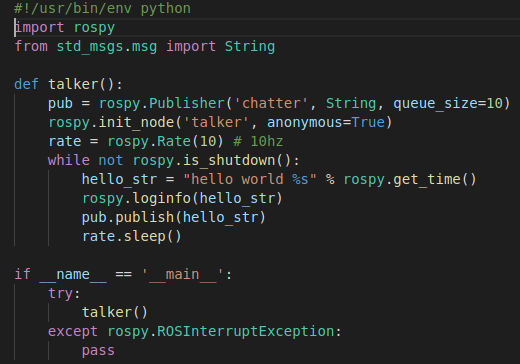 #!/usr/bin/env python
import rospy
from std_msgs.msg import String

def talker():
    pub = rospy.Publisher('chatter', String, queue_size=10)
    rospy.init_node('talker', anonymous=True)
    rate = rospy.Rate(10) # 10hz
    while not rospy.is_shutdown():
        hello_str = "hello world %s" % rospy.get_time()
        rospy.loginfo(hello_str)
        pub.publish(hello_str)
        rate.sleep()

if __name__ == '__main__':
    try:
        talker()
    except rospy.ROSInterruptException:
        pass